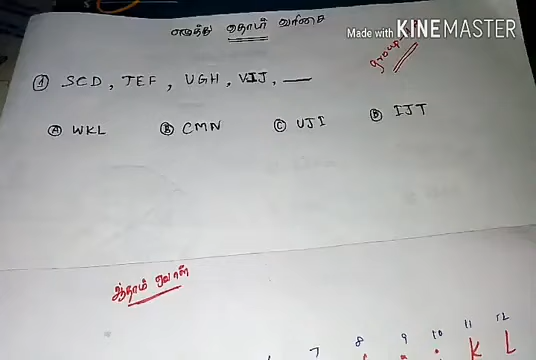 Made with KINEMASTER
எழுத்து தொடர் வரிசை
group
① SCD, TEF, UGH, VIJ, —
Ⓐ WKL Ⓑ CMN Ⓒ UJI Ⓓ IJT
7 8 9 10 11 12
K L